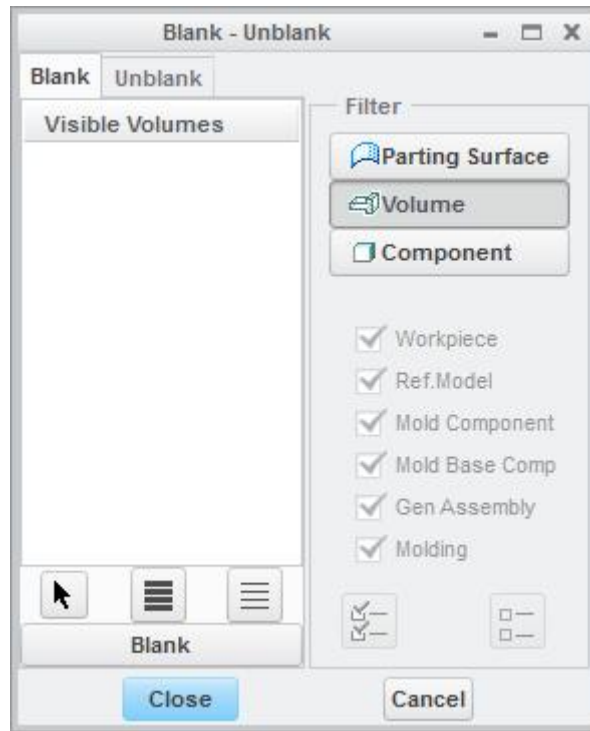 Blank - Unblank
Blank Unblank
Visible Volumes
Filter
Parting Surface
Volume
Component
Workpiece
Ref.Model
Mold Component
Mold Base Comp
Gen Assembly
Molding
Blank
Close Cancel